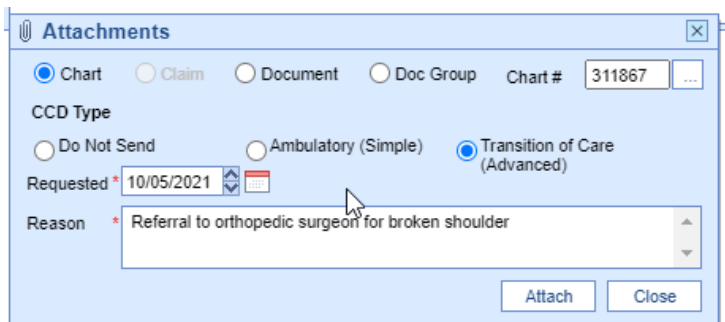 Attachments
Chart Claim Document Doc Group Chart # 311867 ...
CCD Type
Do Not Send Ambulatory (Simple) Transition of Care
(Advanced)
Requested * 10/05/2021
Reason * Referral to orthopedic surgeon for broken shoulder
Attach Close